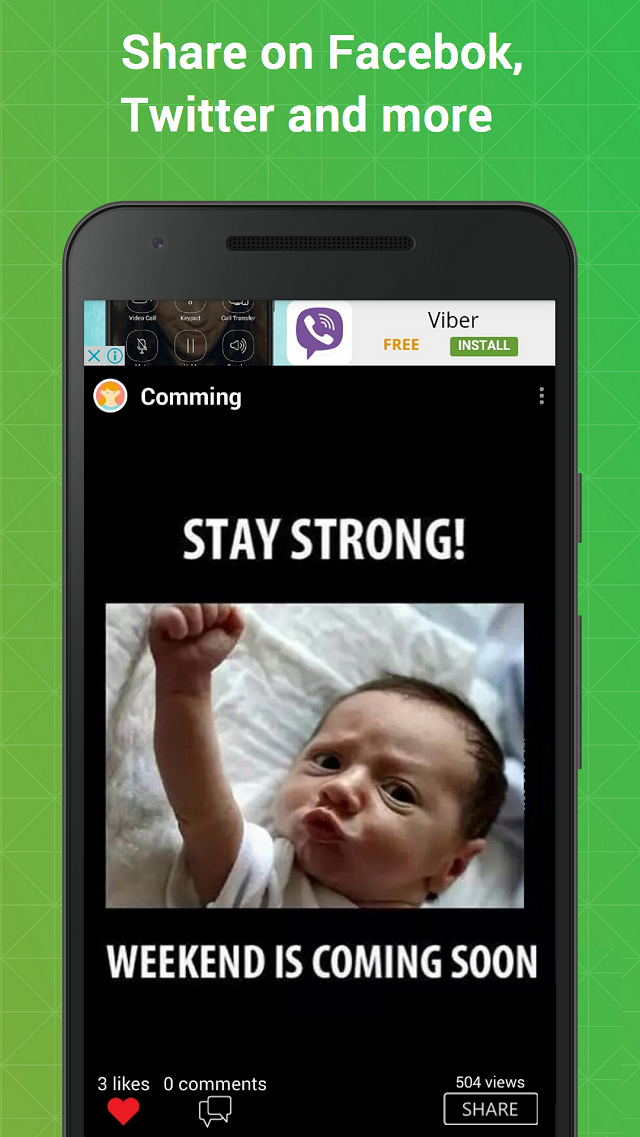 Share on Facebok,
Twitter and more
Video Call Keypad Call Transfer
Viber
FREE INSTALL
Comming
STAY STRONG!
WEEKEND IS COMING SOON
3 likes 0 comments 504 views
SHARE